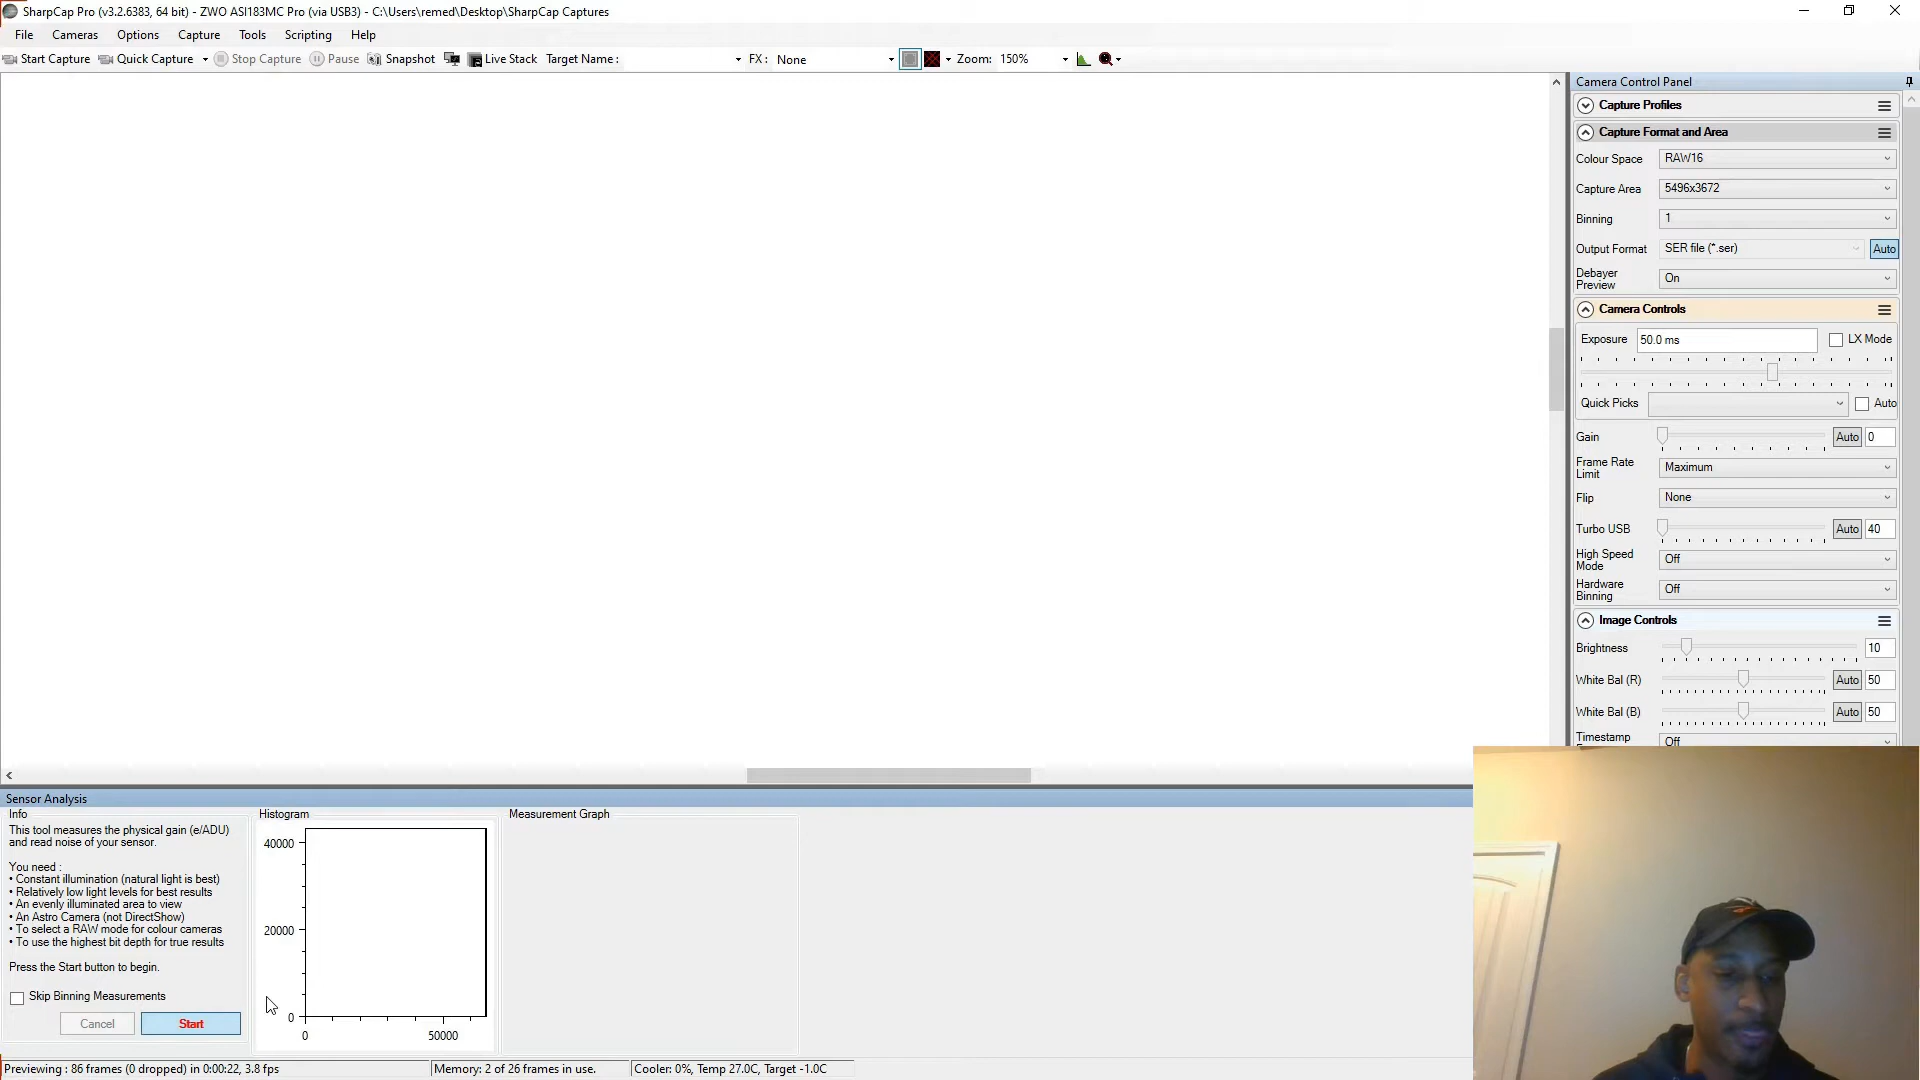 SharpCap Pro (v3.2.6383, 64 bit) - ZWO ASI183MC Pro (via USB3) - C:\Users\remed\Desktop\SharpCap Captures
File Cameras Options Capture Tools Scripting Help
Start Capture Quick Capture Stop Capture Pause Snapshot Live Stack Target Name : FX : None Zoom: 150%
Camera Control Panel
Capture Profiles
Capture Format and Area
Colour Space RAW16
Capture Area 5496x3672
Binning 1
Output Format SER file (*.ser) Auto
Debayer
Preview On
Camera Controls
Exposure 50.0 ms LX Mode
Quick Picks Auto
Gain Auto 0
Frame Rate
Limit Maximum
Flip None
Turbo USB Auto 40
High Speed
Mode Off
Hardware
Binning Off
Image Controls
Brightness 10
White Bal (R) Auto 50
White Bal (B) Auto 50
Timestamp Off
Sensor Analysis
Info
This tool measures the physical gain (e/ADU)
and read noise of your sensor.
You need :
• Constant illumination (natural light is best)
• Relatively low light levels for best results
• An evenly illuminated area to view
• An Astro Camera (not DirectShow)
• To select a RAW mode for colour cameras
• To use the highest bit depth for true results
Press the Start button to begin.
Skip Binning Measurements
Cancel Start
Histogram
40000
20000
0
0 50000
Measurement Graph
Previewing : 86 frames (0 dropped) in 0:00:22, 3.8 fps Memory: 2 of 26 frames in use. Cooler: 0%, Temp 27.0C, Target -1.0C